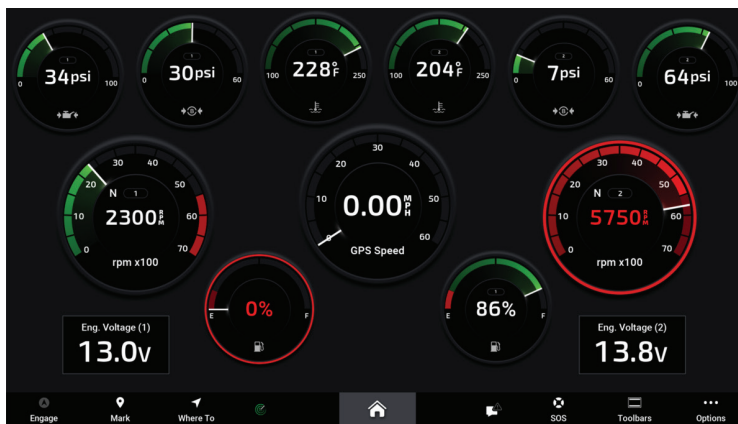 1
34psi
0
100
1
30psi
0
60
1
228°F
100
250
2
204°F
100
250
2
7psi
0
60
2
64psi
0
100
0
10
20
30
40
50
60
70
N
1
2300 RPM
rpm x100
0
10
20
30
40
50
60
0.00 MPH
GPS Speed
0
10
20
30
40
50
60
70
N
2
5750 RPM
rpm x100
0%
E
F
1
86%
E
F
Eng. Voltage (1)
13.0V
Eng. Voltage (2)
13.8V
Engage
Mark
Where To
SOS
Toolbars
Options